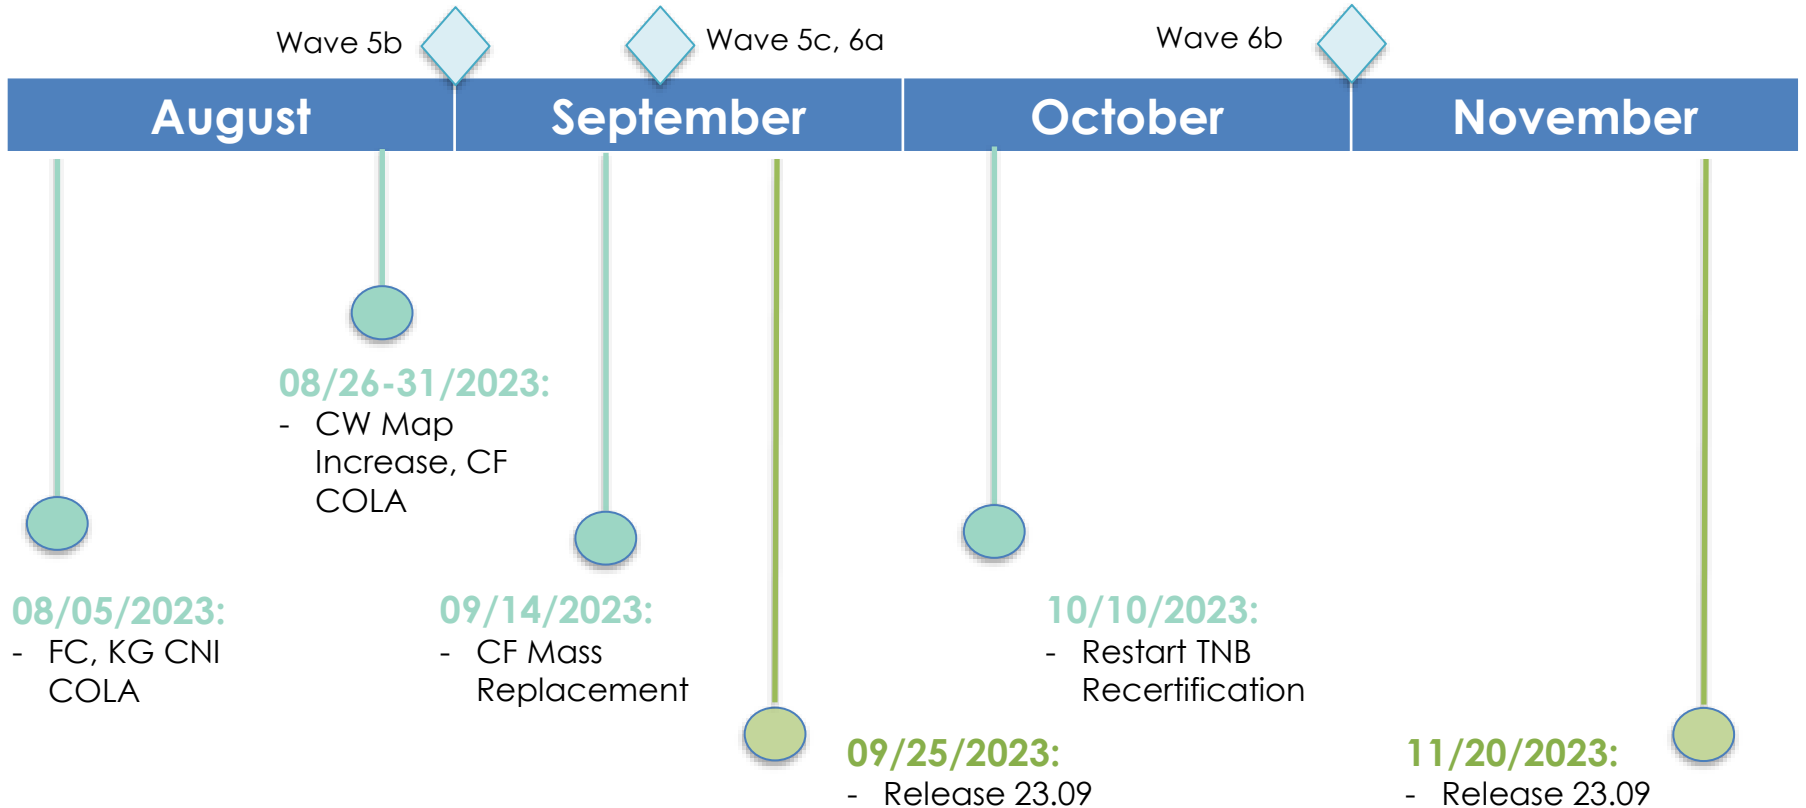 Wave 5b
Wave 5c, 6a
Wave 6b
August
September
October
November
08/26-31/2023:
- CW Map
Increase, CF
COLA
08/05/2023:
- FC, KG CNI
COLA
09/14/2023:
- CF Mass
Replacement
10/10/2023:
- Restart TNB
Recertification
09/25/2023:
- Release 23.09
11/20/2023:
- Release 23.09